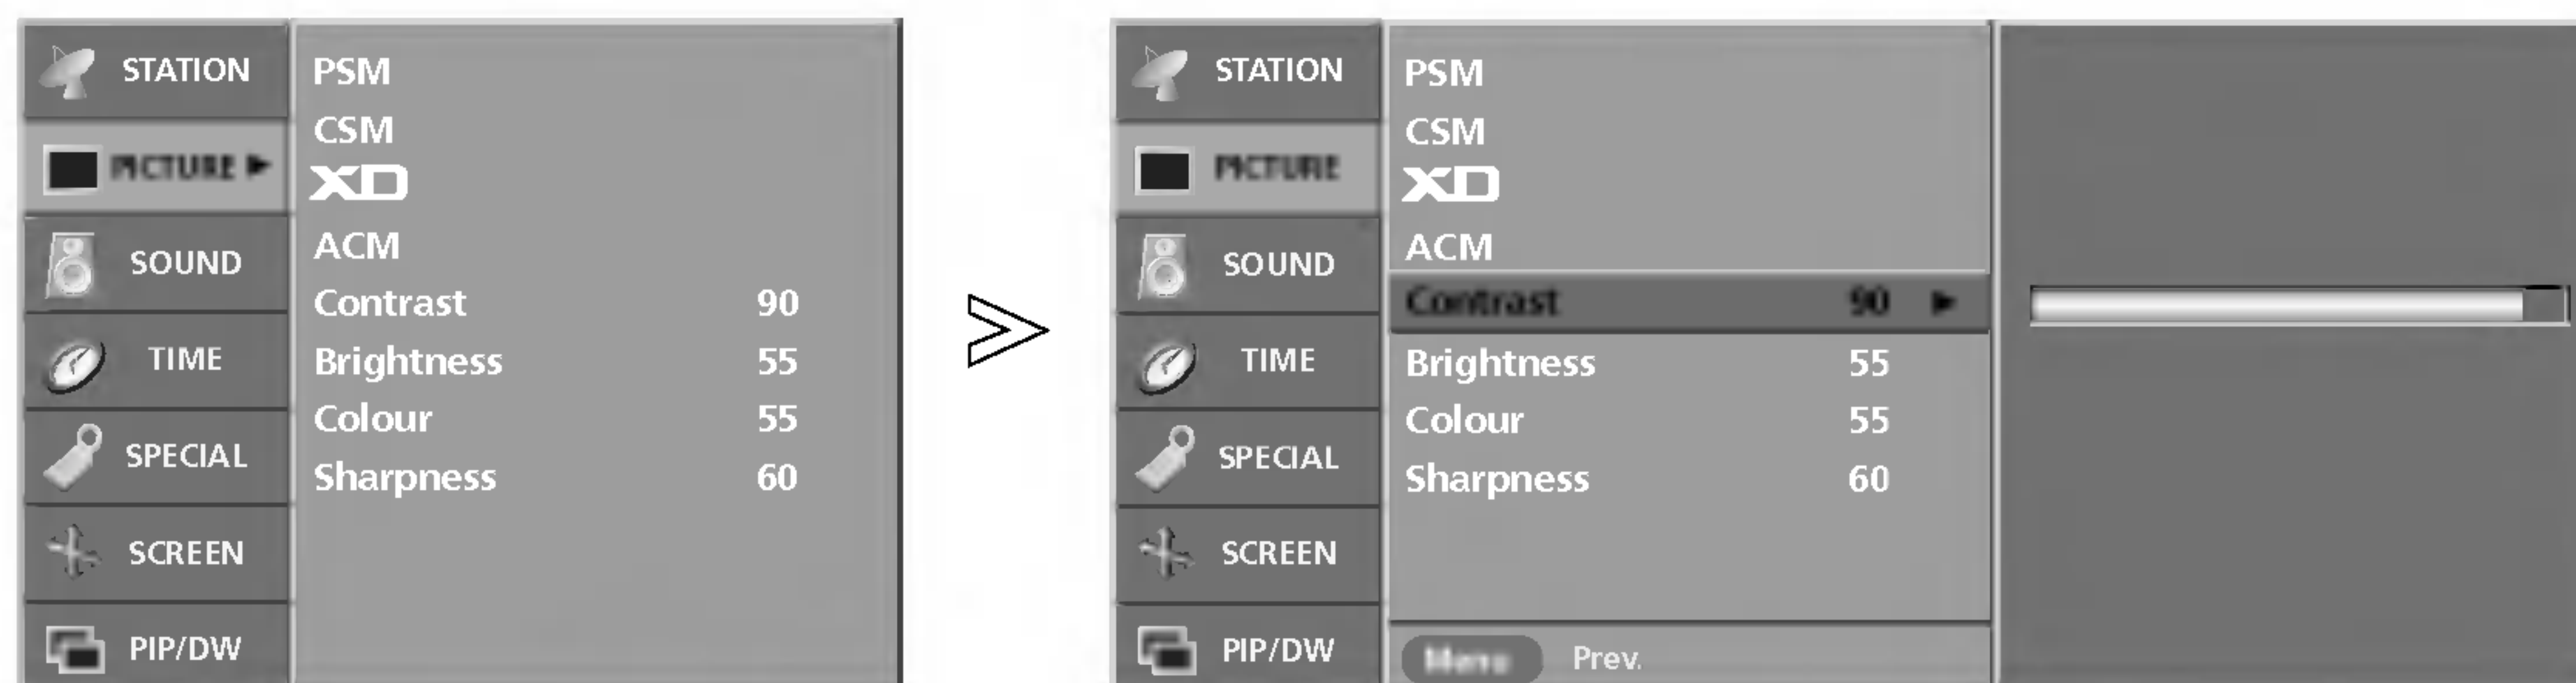 STATION
PICTURE ►
SOUND
TIME
SPECIAL
SCREEN
PIP/DW
PSM
CSM
XD
ACM
Contrast 90
Brightness 55
Colour 55
Sharpness 60
STATION
PICTURE
SOUND
TIME
SPECIAL
SCREEN
PIP/DW
PSM
CSM
XD
ACM
Contrast 90 ►
Brightness 55
Colour 55
Sharpness 60
Menu Prev.